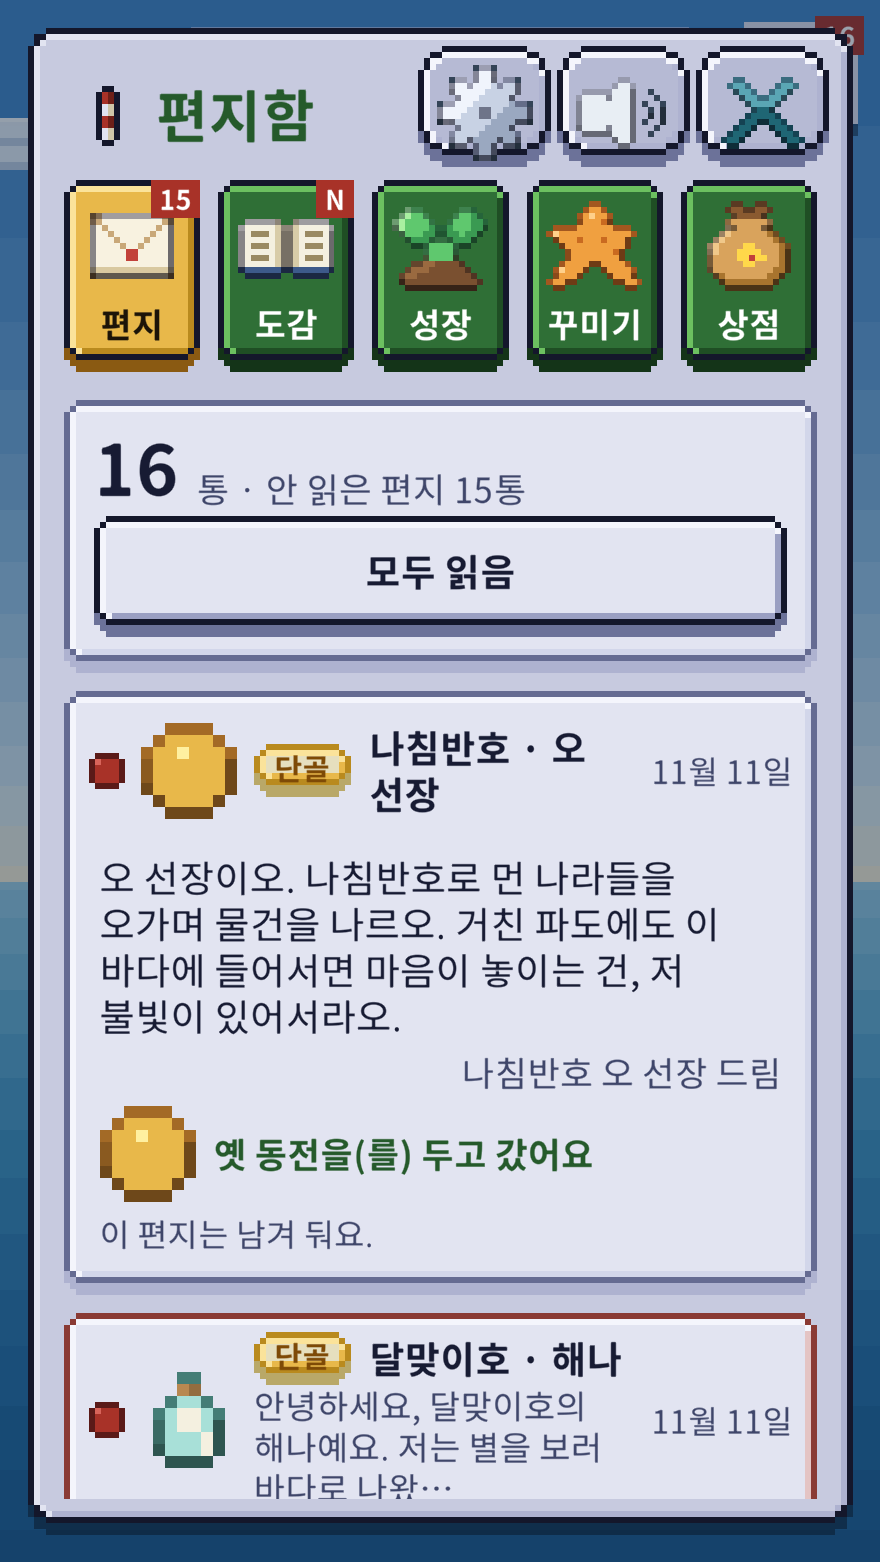 16
편지함
15
N
편지
도감
성장
꾸미기
상점
16 통 · 안 읽은 편지 15통
모두 읽음
단골
나침반호 · 오
선장
11월 11일
오 선장이오. 나침반호로 먼 나라들을
오가며 물건을 나르오. 거친 파도에도 이
바다에 들어서면 마음이 놓이는 건, 저
불빛이 있어서라오.
나침반호 오 선장 드림
옛 동전을(를) 두고 갔어요
이 편지는 남겨 둬요.
단골 달맞이호 · 해나
안녕하세요, 달맞이호의
해나예요. 저는 별을 보러
바다로 나왔…
11월 11일